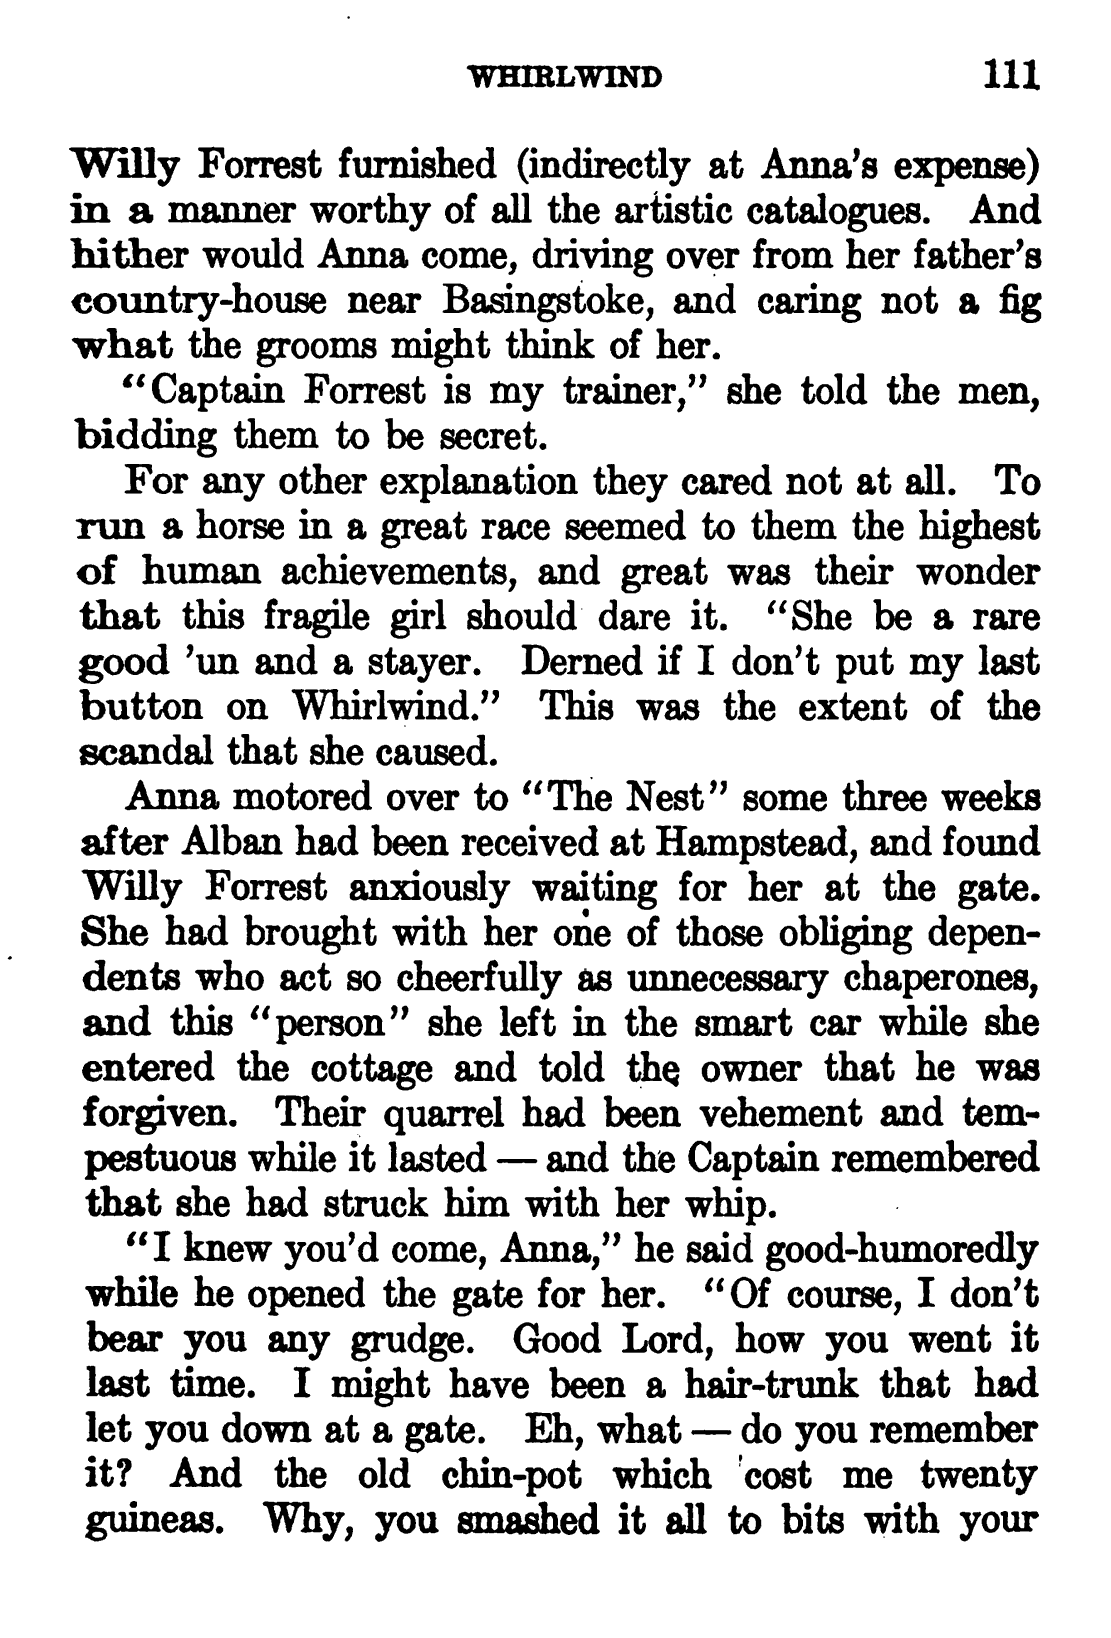 WHIRLWIND 111
Willy Forrest furnished (indirectly at Anna's expense)
in a manner worthy of all the artistic catalogues. And
hither would Anna come, driving over from her father's
country-house near Basingstoke, and caring not a fig
what the grooms might think of her.
"Captain Forrest is my trainer," she told the men,
bidding them to be secret.
For any other explanation they cared not at all. To
run a horse in a great race seemed to them the highest
of human achievements, and great was their wonder
that this fragile girl should dare it. "She be a rare
good 'un and a stayer. Derned if I don't put my last
button on Whirlwind." This was the extent of the
scandal that she caused.
Anna motored over to "The Nest" some three weeks
after Alban had been received at Hampstead, and found
Willy Forrest anxiously waiting for her at the gate.
She had brought with her one of those obliging depen-
dents who act so cheerfully as unnecessary chaperones,
and this "person" she left in the smart car while she
entered the cottage and told the owner that he was
forgiven. Their quarrel had been vehement and tem-
pestuous while it lasted — and the Captain remembered
that she had struck him with her whip.
"I knew you'd come, Anna," he said good-humoredly
while he opened the gate for her. "Of course, I don't
bear you any grudge. Good Lord, how you went it
last time. I might have been a hair-trunk that had
let you down at a gate. Eh, what — do you remember
it? And the old chin-pot which cost me twenty
guineas. Why, you smashed it all to bits with your